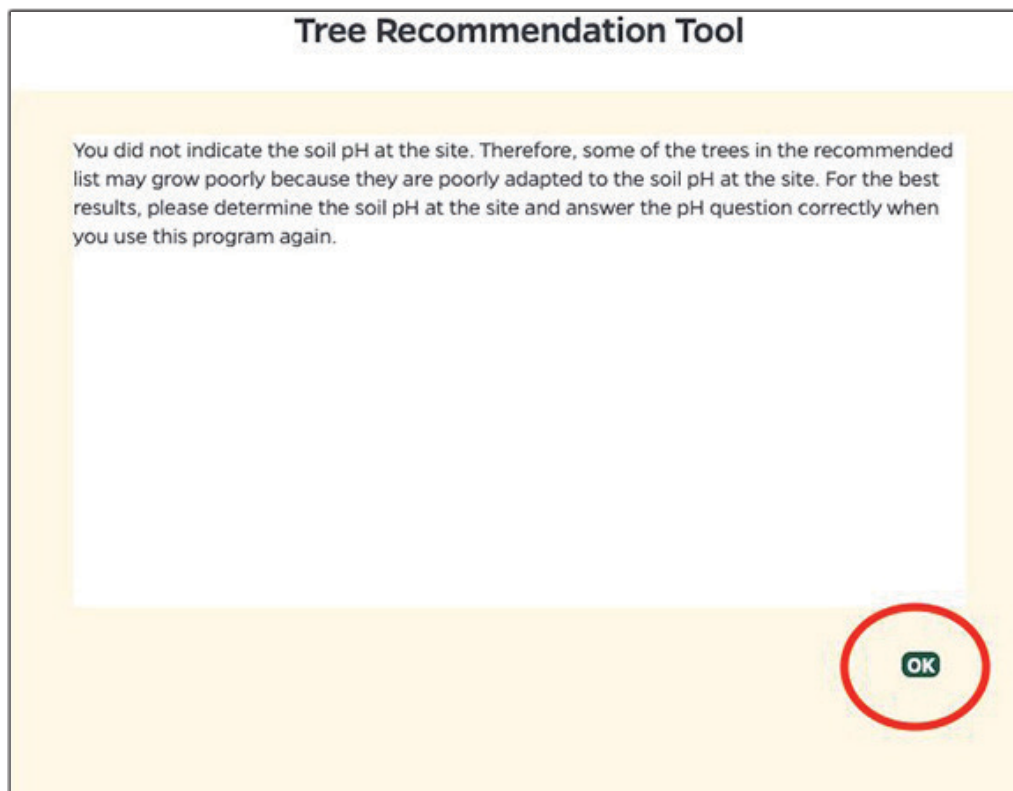 Tree Recommendation Tool
You did not indicate the soil pH at the site. Therefore, some of the trees in the recommended
list may grow poorly because they are poorly adapted to the soil pH at the site. For the best
results, please determine the soil pH at the site and answer the pH question correctly when
you use this program again.
OK